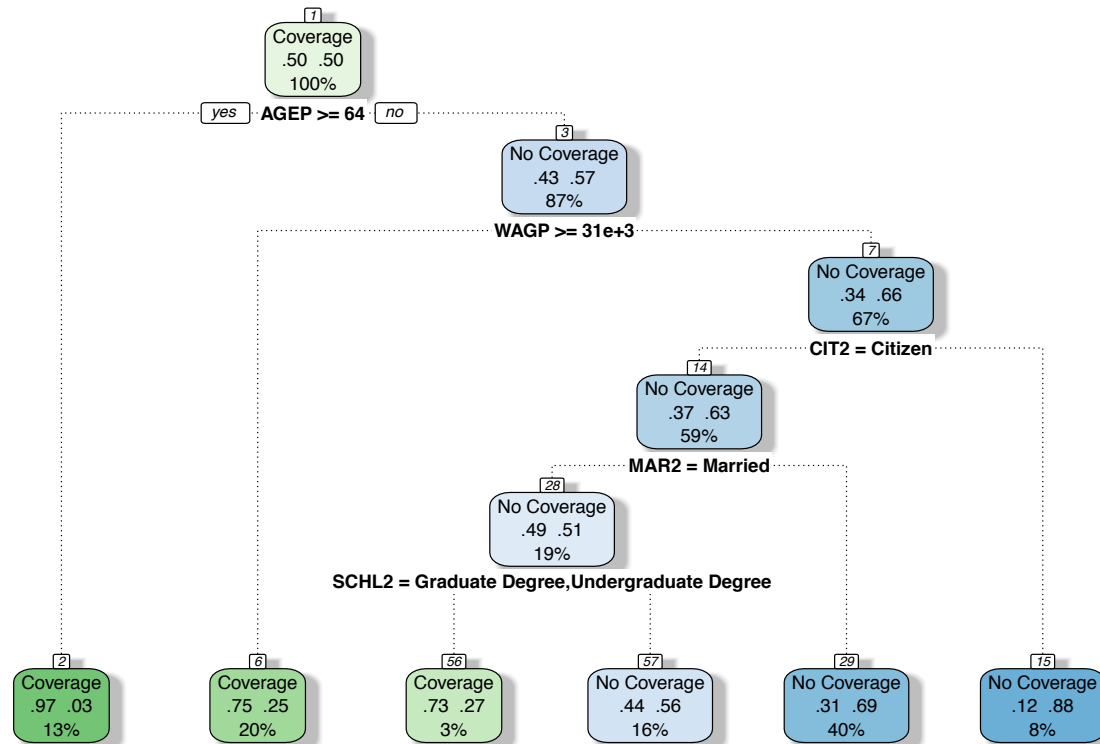 1
Coverage
.50 .50
100%
yes AGEP >= 64 no
3
No Coverage
.43 .57
87%
WAGP >= 31e+3
7
No Coverage
.34 .66
67%
CIT2 = Citizen
14
No Coverage
.37 .63
59%
MAR2 = Married
28
No Coverage
.49 .51
19%
SCHL2 = Graduate Degree,Undergraduate Degree
2
Coverage
.97 .03
13%
6
Coverage
.75 .25
20%
56
Coverage
.73 .27
3%
57
No Coverage
.44 .56
16%
29
No Coverage
.31 .69
40%
15
No Coverage
.12 .88
8%